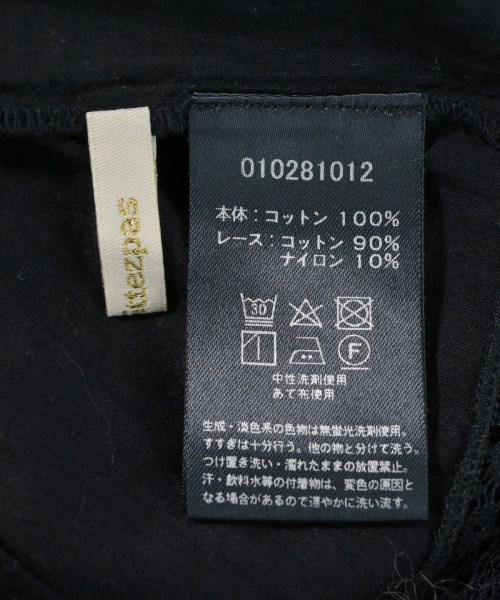 010281012
本体：コットン 100%
レース：コットン 90%
ナイロン 10%
30
F
中性洗剤使用
あて布使用
生成・淡色系の色物は無蛍光洗剤使用。
すすぎは十分行う。他の物と分けて洗う。
つけ置き洗い・濡れたままの放置禁止。
汗・飲料水等の付着物は、変色の原因と
なる場合があるので速やかに洗い流す。